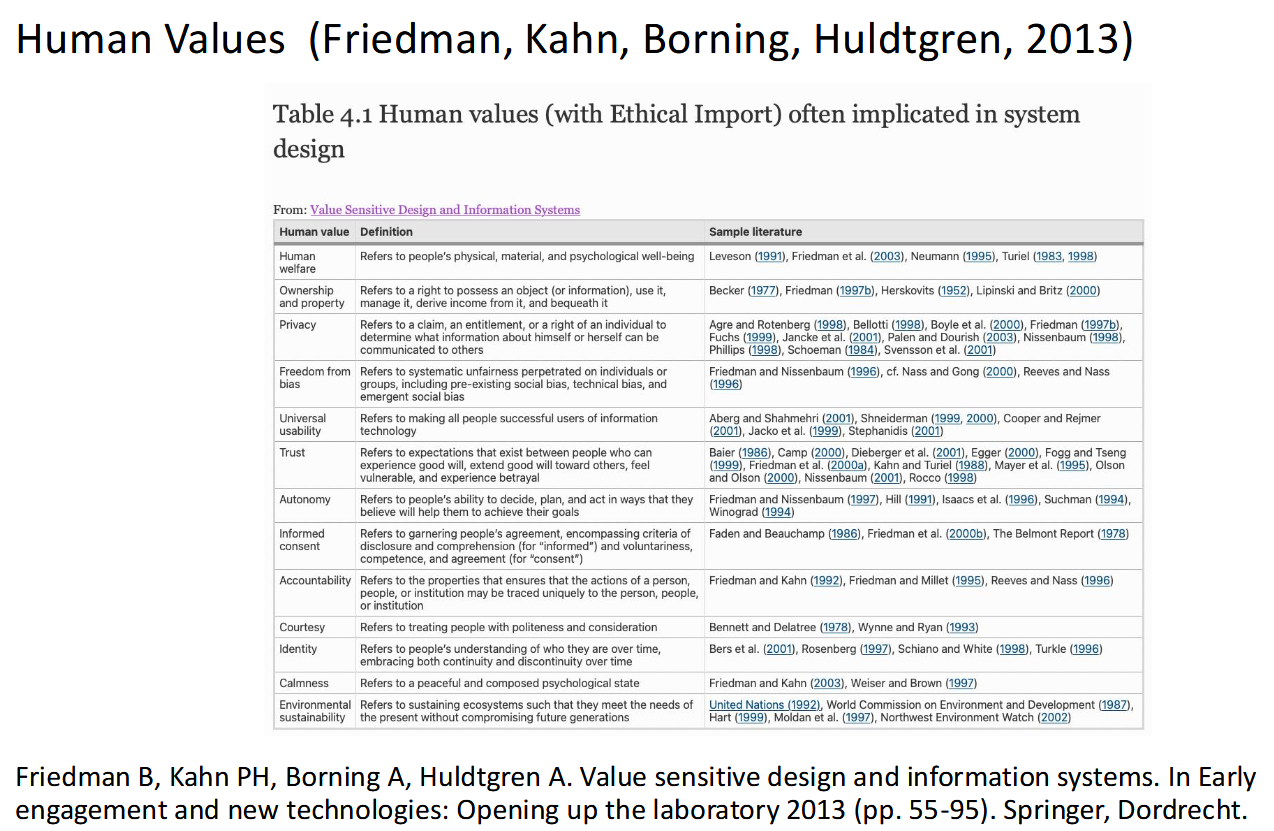 Human Values  (Friedman, Kahn, Borning, Huldtgren, 2013)
Table 4.1 Human values (with Ethical Import) often implicated in system
design
From: Value Sensitive Design and Information Systems
Human value Definition Sample literature
Human Refers to people's physical, material, and psychological well-being Leveson (1991), Friedman et al. (2003), Neumann (1995), Turiel (1983, 1998)
welfare
Ownership Refers to a right to possess an object (or information), use it, Becker (1977), Friedman (1997b), Herskovits (1952), Lipinski and Britz (2000)
and property manage it, derive income from it, and bequeath it
Privacy Refers to a claim, an entitlement, or a right of an individual to Agre and Rotenberg (1998), Bellotti (1998), Boyle et al. (2000), Friedman (1997b),
determine what information about himself or herself can be Fuchs (1999), Jancke et al. (2001), Palen and Dourish (2003), Nissenbaum (1998),
communicated to others Phillips (1998), Schoeman (1984), Svensson et al. (2001)
Freedom from Refers to systematic unfairness perpetrated on individuals or Friedman and Nissenbaum (1996), cf. Nass and Gong (2000), Reeves and Nass
bias groups, including pre-existing social bias, technical bias, and (1996)
emergent social bias
Universal Refers to making all people successful users of information Aberg and Shahmehri (2001), Shneiderman (1999, 2000), Cooper and Rejmer
usability technology (2001), Jacko et al. (1999), Stephanidis (2001)
Trust Refers to expectations that exist between people who can Baier (1986), Camp (2000), Dieberger et al. (2001), Egger (2000), Fogg and Tseng
experience good will, extend good will toward others, feel (1999), Friedman et al. (2000a), Kahn and Turiel (1988), Mayer et al. (1995), Olson
vulnerable, and experience betrayal and Olson (2000), Nissenbaum (2001), Rocco (1998)
Autonomy Refers to people's ability to decide, plan, and act in ways that they Friedman and Nissenbaum (1997), Hill (1991), Isaacs et al. (1996), Suchman (1994),
believe will help them to achieve their goals Winograd (1994)
Informed Refers to garnering people's agreement, encompassing criteria of Faden and Beauchamp (1986), Friedman et al. (2000b), The Belmont Report (1978)
consent disclosure and comprehension (for "informed") and voluntariness,
competence, and agreement (for "consent")
Accountability Refers to the properties that ensures that the actions of a person, Friedman and Kahn (1992), Friedman and Millet (1995), Reeves and Nass (1996)
people, or institution may be traced uniquely to the person, people,
or institution
Courtesy Refers to treating people with politeness and consideration Bennett and Delatree (1978), Wynne and Ryan (1993)
Identity Refers to people's understanding of who they are over time, Bers et al. (2001), Rosenberg (1997), Schiano and White (1998), Turkle (1996)
embracing both continuity and discontinuity over time
Calmness Refers to a peaceful and composed psychological state Friedman and Kahn (2003), Weiser and Brown (1997)
Environmental Refers to sustaining ecosystems such that they meet the needs of United Nations (1992), World Commission on Environment and Development (1987),
sustainability the present without compromising future generations Hart (1999), Moldan et al. (1997), Northwest Environment Watch (2002)
Friedman B, Kahn PH, Borning A, Huldtgren A. Value sensitive design and information systems. In Early
engagement and new technologies: Opening up the laboratory 2013 (pp. 55-95). Springer, Dordrecht.